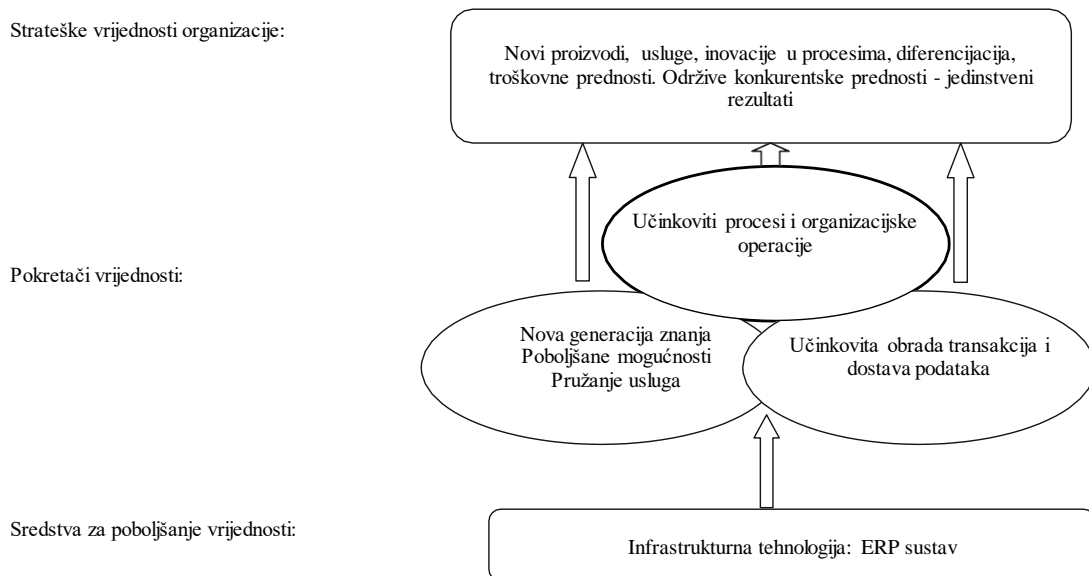 Strateške vrijednosti organizacije:
Novi proizvodi, usluge, inovacije u procesima, diferencijacija,
troškovne prednosti. Održive konkurentske prednosti - jedinstveni
rezultati
Učinkoviti procesi i organizacijske
operacije
Pokretači vrijednosti:
Nova generacija znanja
Poboljšane mogućnosti
Pružanje usluga
Učinkovita obrada transakcija i
dostava podataka
Sredstva za poboljšanje vrijednosti:
Infrastrukturna tehnologija: ERP sustav